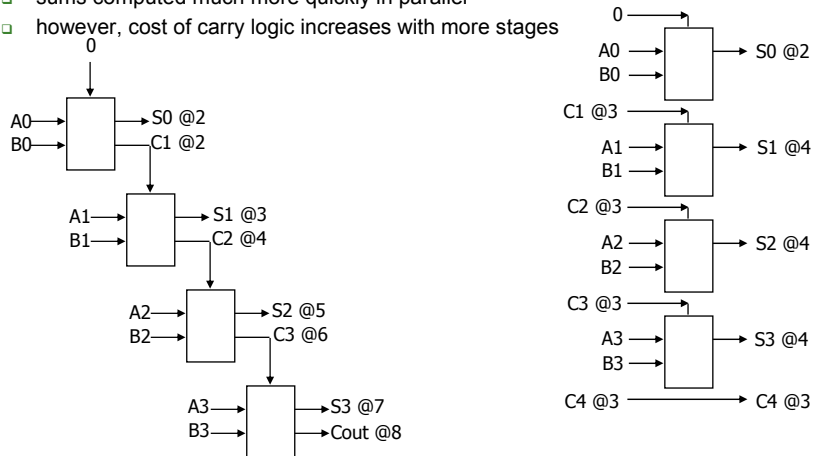 sums computed much more quickly in parallel
however, cost of carry logic increases with more stages
0
A0
B0
S0 @2
C1 @2
A1
B1
S1 @3
C2 @4
A2
B2
S2 @5
C3 @6
A3
B3
S3 @7
Cout @8
0
A0
B0
S0 @2
C1 @3
A1
B1
S1 @4
C2 @3
A2
B2
S2 @4
C3 @3
A3
B3
S3 @4
C4 @3
C4 @3